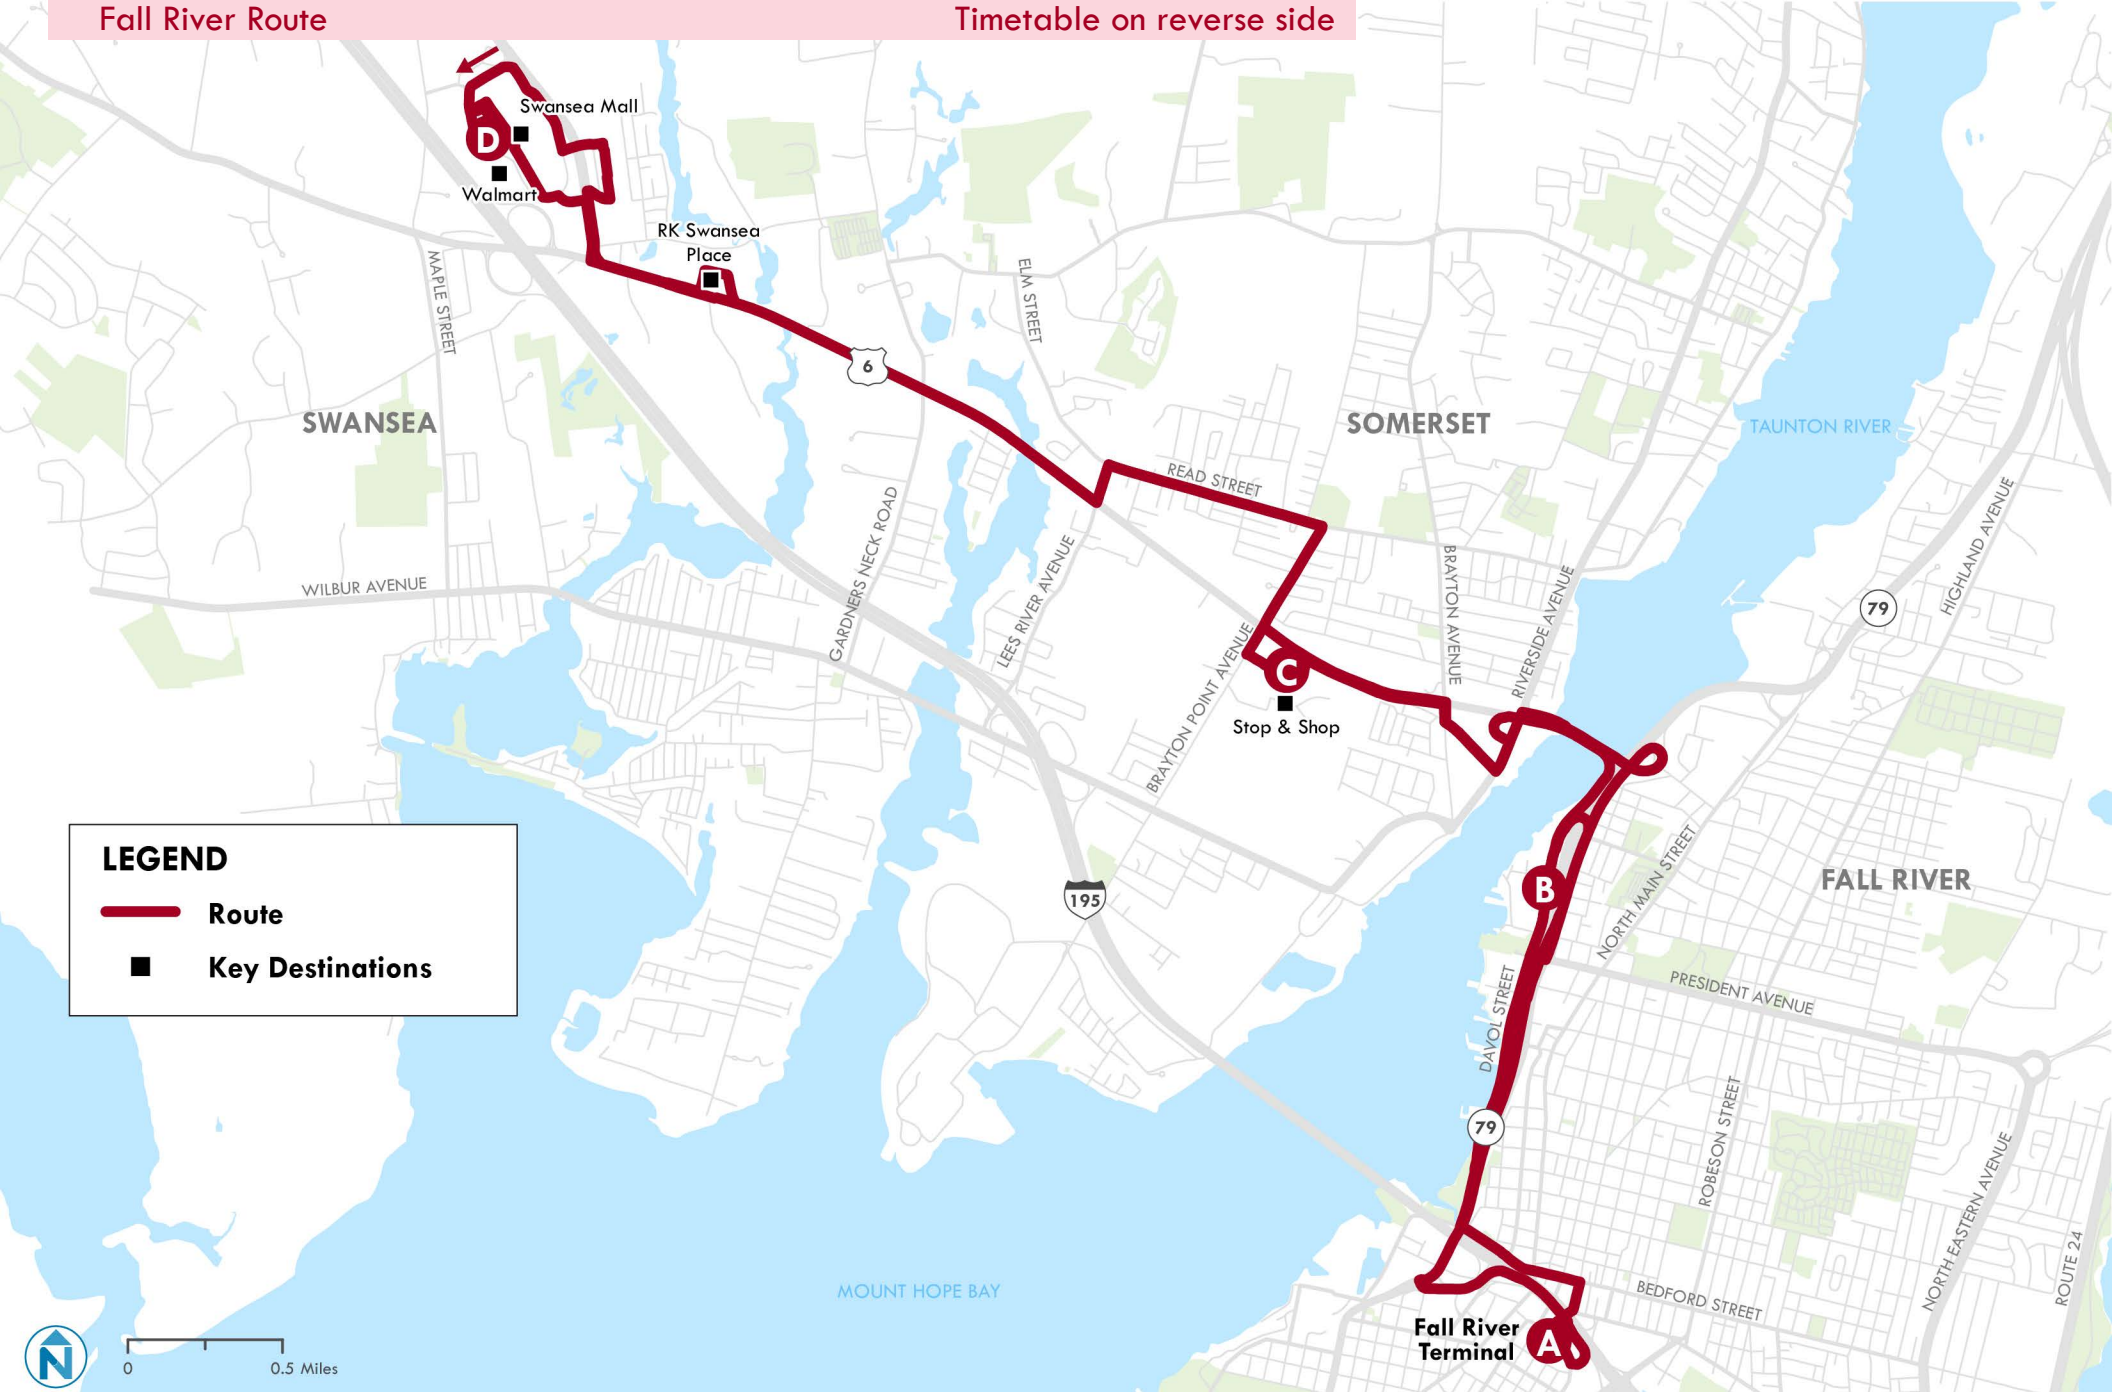 Fall River Route
Timetable on reverse side
Swansea Mall
D
Walmart
RK Swansea
Place
MAPLE STREET
ELM STREET
6
SWANSEA
SOMERSET
TAUNTON RIVER
READ STREET
HIGHLAND AVENUE
GARDNERS NECK ROAD
LEES RIVER AVENUE
BRAYTON AVENUE
RIVERSIDE AVENUE
WILBUR AVENUE
79
BRAYTON POINT AVENUE
C
Stop & Shop
LEGEND
Route
Key Destinations
195
B
NORTH MAIN STREET
FALL RIVER
PRESIDENT AVENUE
DAVOL STREET
79
ROBESON STREET
NORTH EASTERN AVENUE
ROUTE 24
MOUNT HOPE BAY
BEDFORD STREET
Fall River
Terminal
A
N
0
0.5 Miles